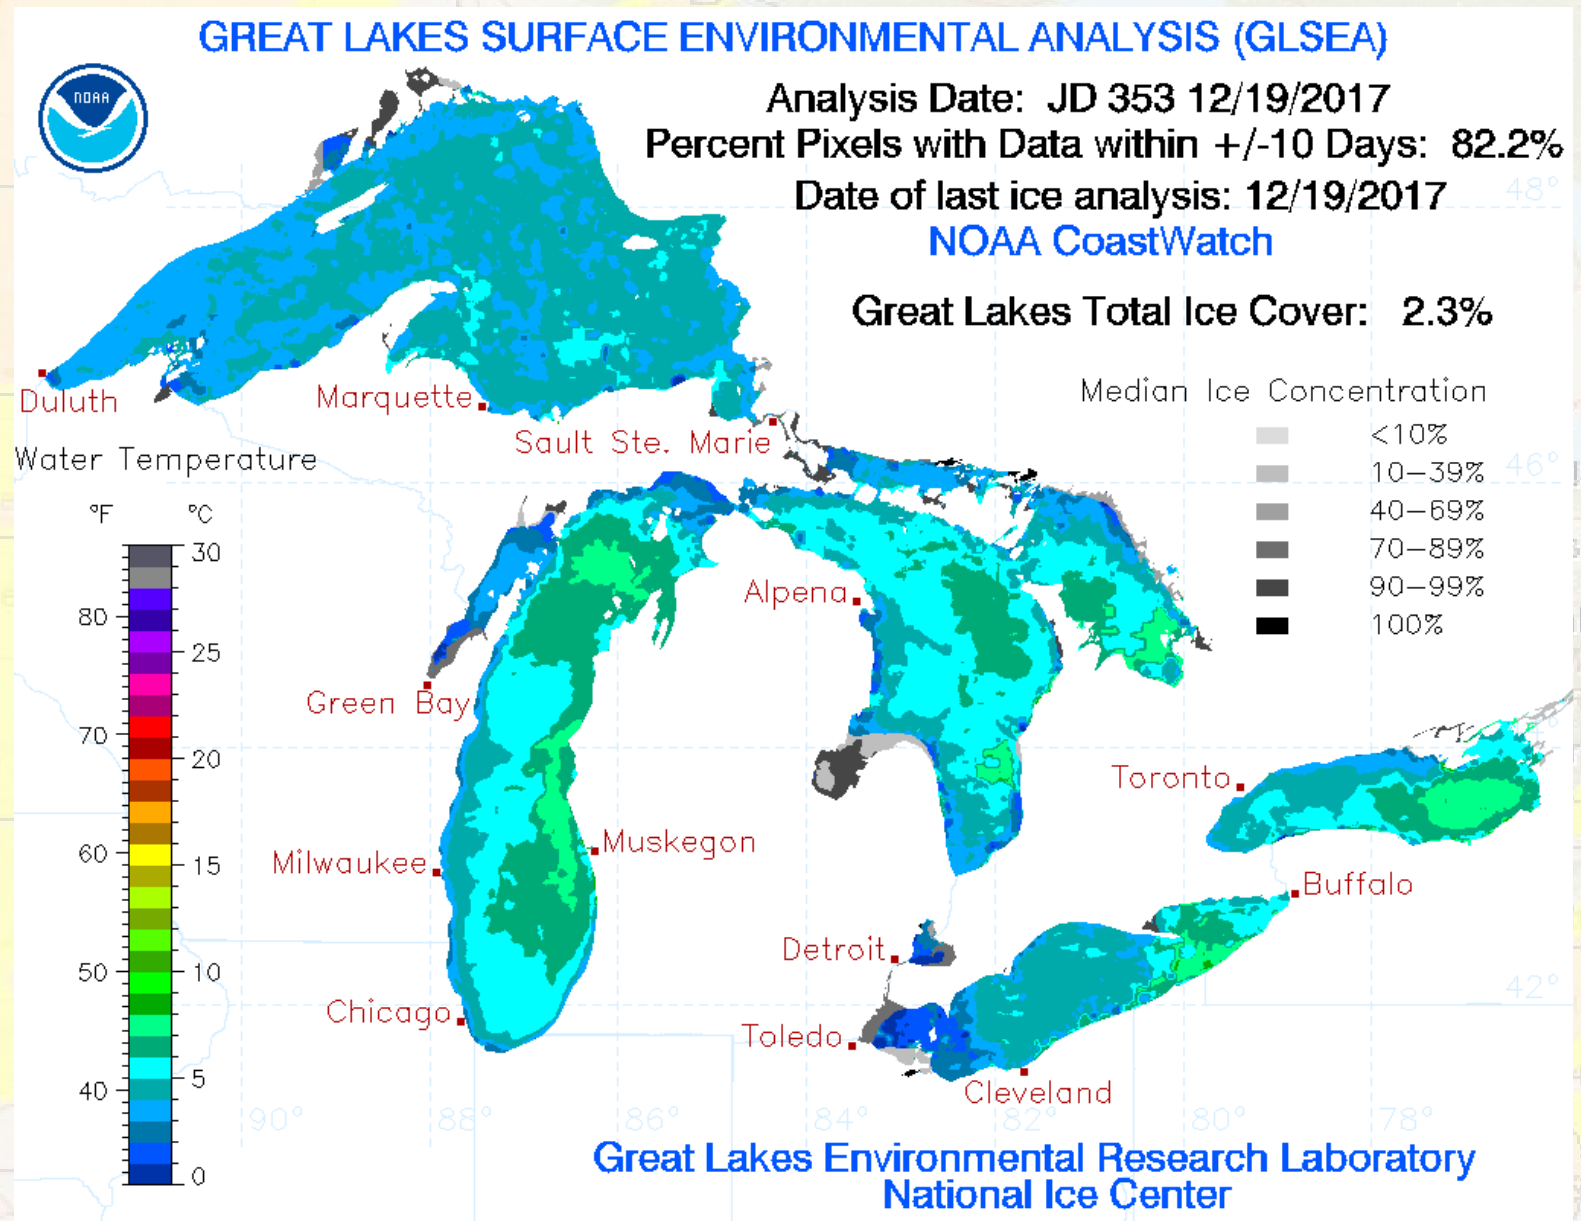 GREAT LAKES SURFACE ENVIRONMENTAL ANALYSIS (GLSEA)
NOAA
Analysis Date: JD 353 12/19/2017
Percent Pixels with Data within +/-10 Days: 82.2%
Date of last ice analysis: 12/19/2017
48°
NOAA CoastWatch
Great Lakes Total Ice Cover: 2.3%
Median Ice Concentration
<10%
10-39%
46°
40-69%
70-89%
90-99%
100%
Duluth
Marquette
Sault Ste. Marie
Water Temperature
°F
°C
30
80
25
70
20
60
15
50
10
40
5
0
Alpena
Green Bay
Toronto
Milwaukee
Muskegon
Buffalo
Detroit
42°
Chicago
Toledo
Cleveland
90°
88°
86°
84°
82°
80°
78°
Great Lakes Environmental Research Laboratory
National Ice Center